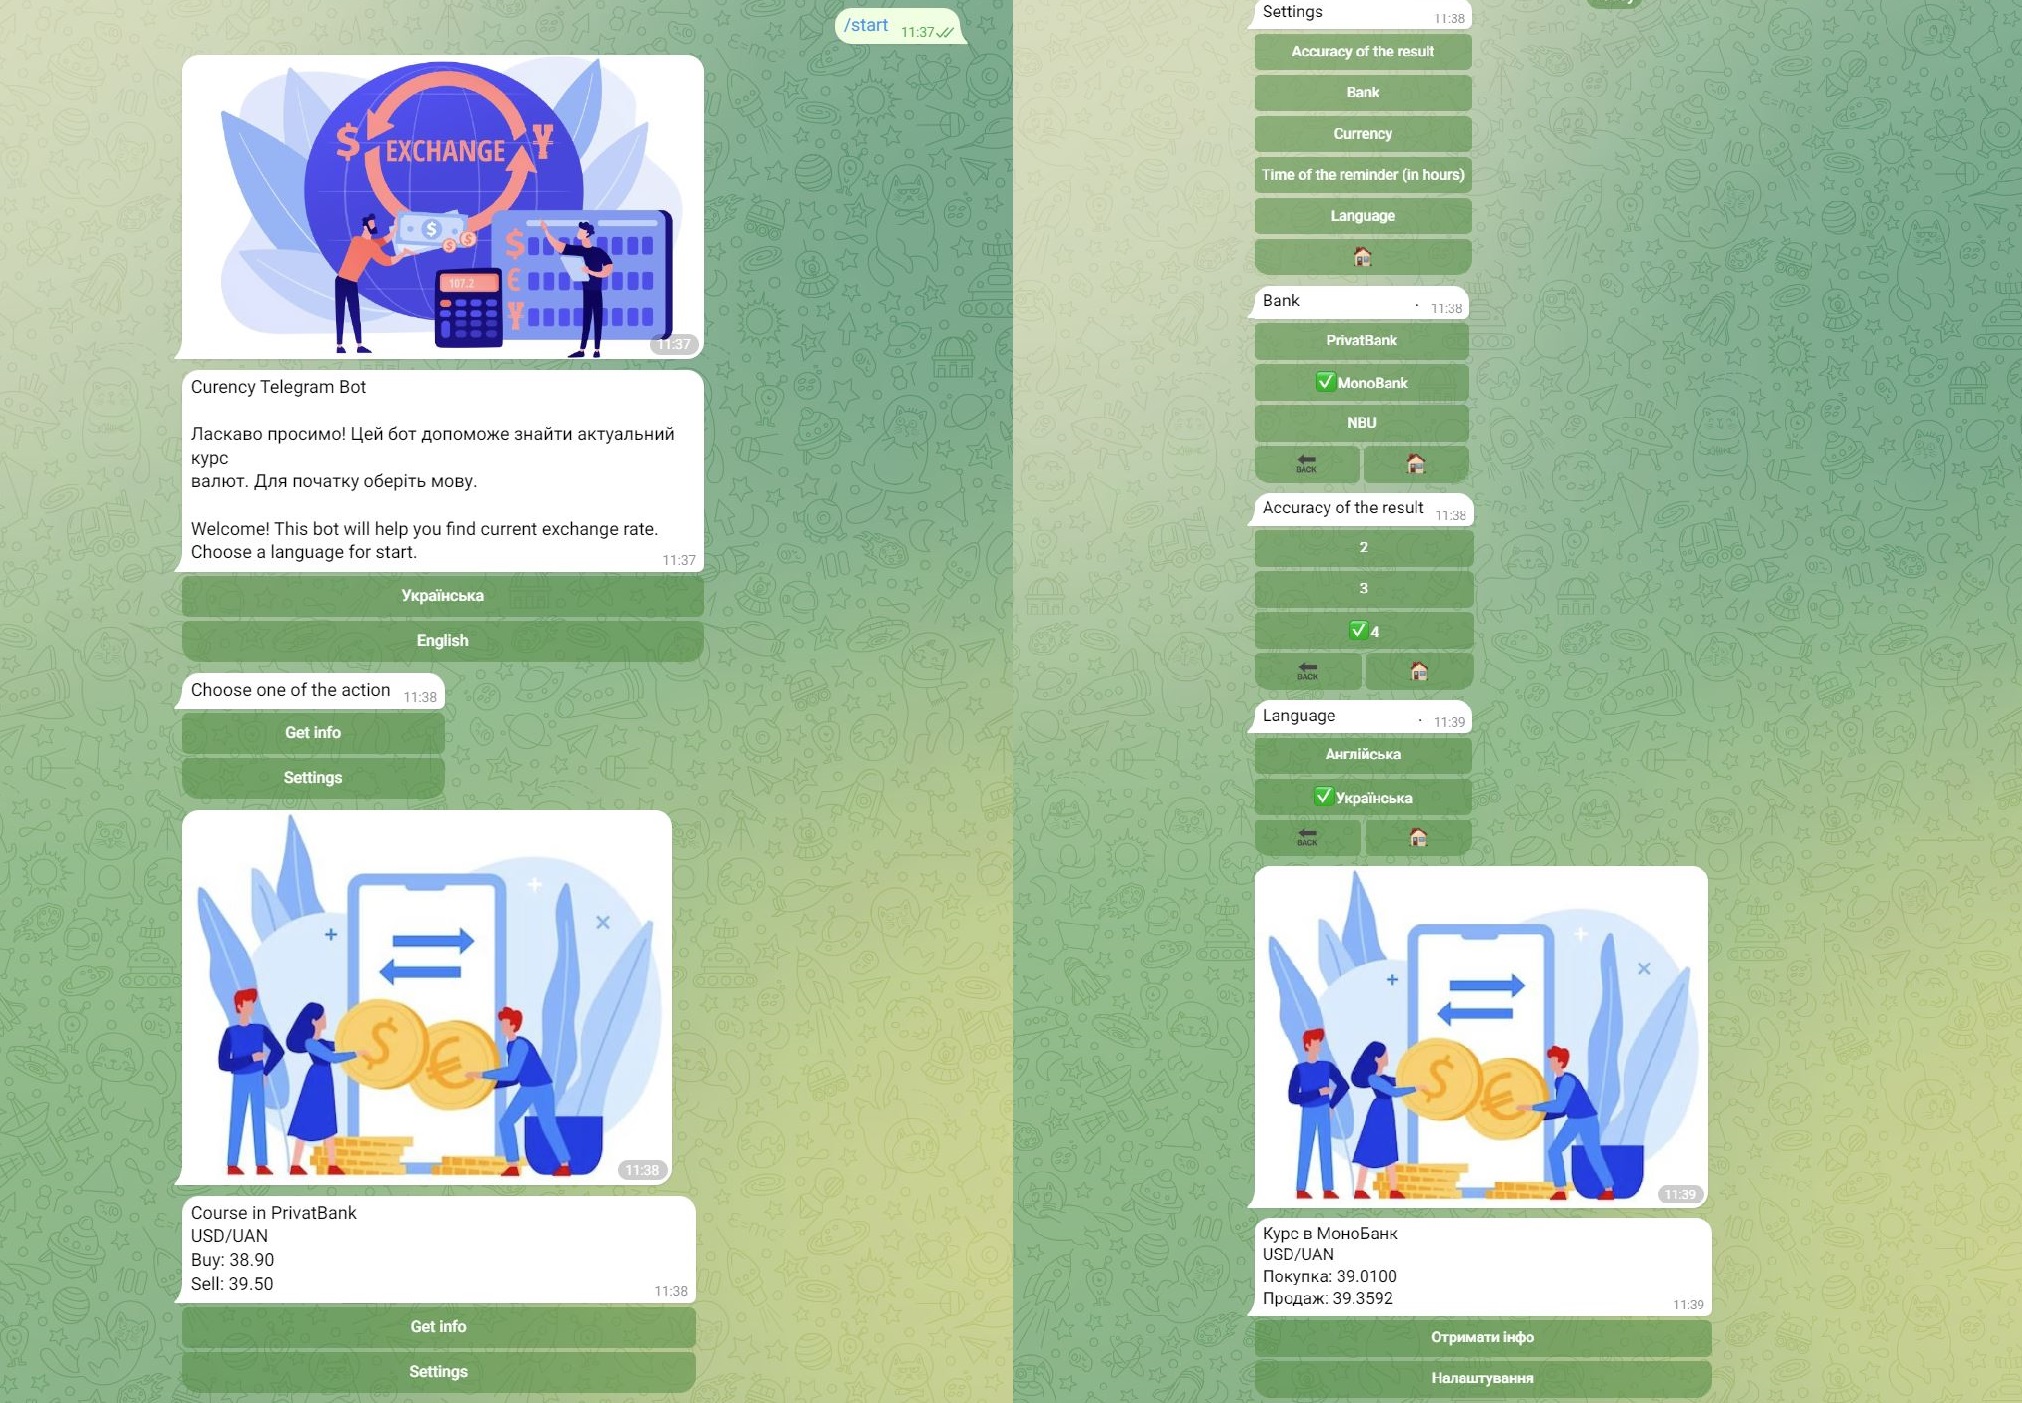 /start
11:37
$ EXCHANGE ¥
$
$ $
107.2
$
€
¥
11:37
Curency Telegram Bot
Ласкаво просимо! Цей бот допоможе знайти актуальний
курс
валют. Для початку оберіть мову.
Welcome! This bot will help you find current exchange rate.
Choose a language for start.
11:37
Українська
English
Choose one of the action 11:38
Get info
Settings
$ €
11:38
Course in PrivatBank
USD/UAN
Buy: 38.90
Sell: 39.50
11:38
Get info
Settings
Settings 11:38
Accuracy of the result
Bank
Currency
Time of the reminder (in hours)
Language
Bank . 11:38
PrivatBank
✅MonoBank
NBU
BACK
Accuracy of the result 11:38
2
3
✅4
BACK
Language . 11:39
Англійська
✅Українська
BACK
$ €
11:39
Курс в МоноБанк
USD/UAN
Покупка: 39.0100
Продаж: 39.3592
11:39
Отримати інфо
Налаштування